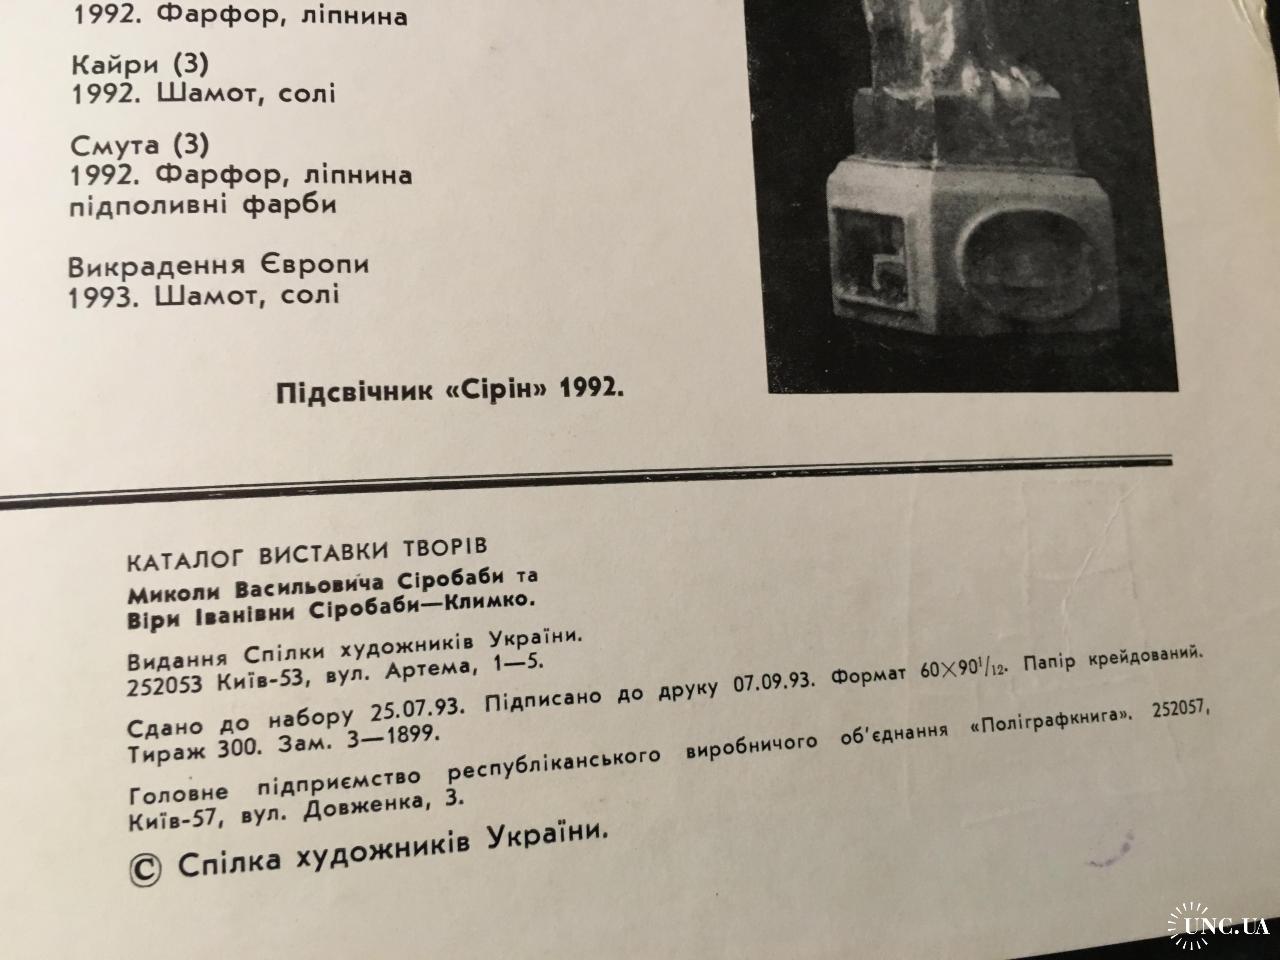 1992. Фарфор, ліпнина
Кайри (3)
1992. Шамот, солі
Смута (3)
1992. Фарфор, ліпнина
підполивні фарби
Викрадення Європи
1993. Шамот, солі
Підсвічник «Сірін» 1992.
КАТАЛОГ ВИСТАВКИ ТВОРІВ
Миколи Васильовича Сіробаби та
Віри Іванівни Сіробаби—Климко.
Видання Спілки художників України.
252053 Київ-53, вул. Артема, 1—5.
Сдано до набору 25.07.93. Підписано до друку 07.09.93. Формат 60×90¹/₁₂. Папір крейдований.
Тираж 300. Зам. 3—1899.
Головне підприємство республіканського виробничого об'єднання «Поліграфкнига». 252057,
Київ-57, вул. Довженка, 3.
© Спілка художників України.
UNC.UA